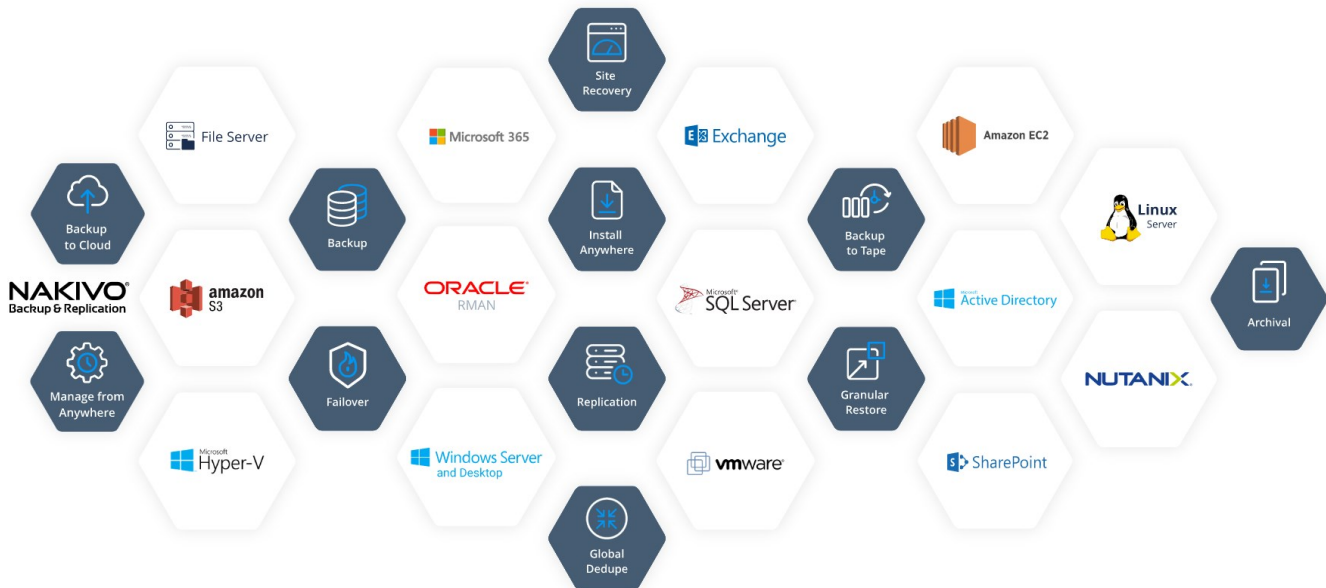 Site
Recovery
File Server
Microsoft 365
E
Exchange
Amazon EC2
Backup
to Cloud
Backup
Install
Anywhere
Backup
to Tape
Linux
Server
NAKIVO®
Backup & Replication
amazon
S3
ORACLE®
RMAN
Microsoft®
SQL Server®
Microsoft
Active Directory
Archival
Manage from
Anywhere
Failover
Replication
Granular
Restore
NUTANIX®
Microsoft
Hyper-V
Windows Server
and Desktop
vmware®
S
SharePoint
Global
Dedupe